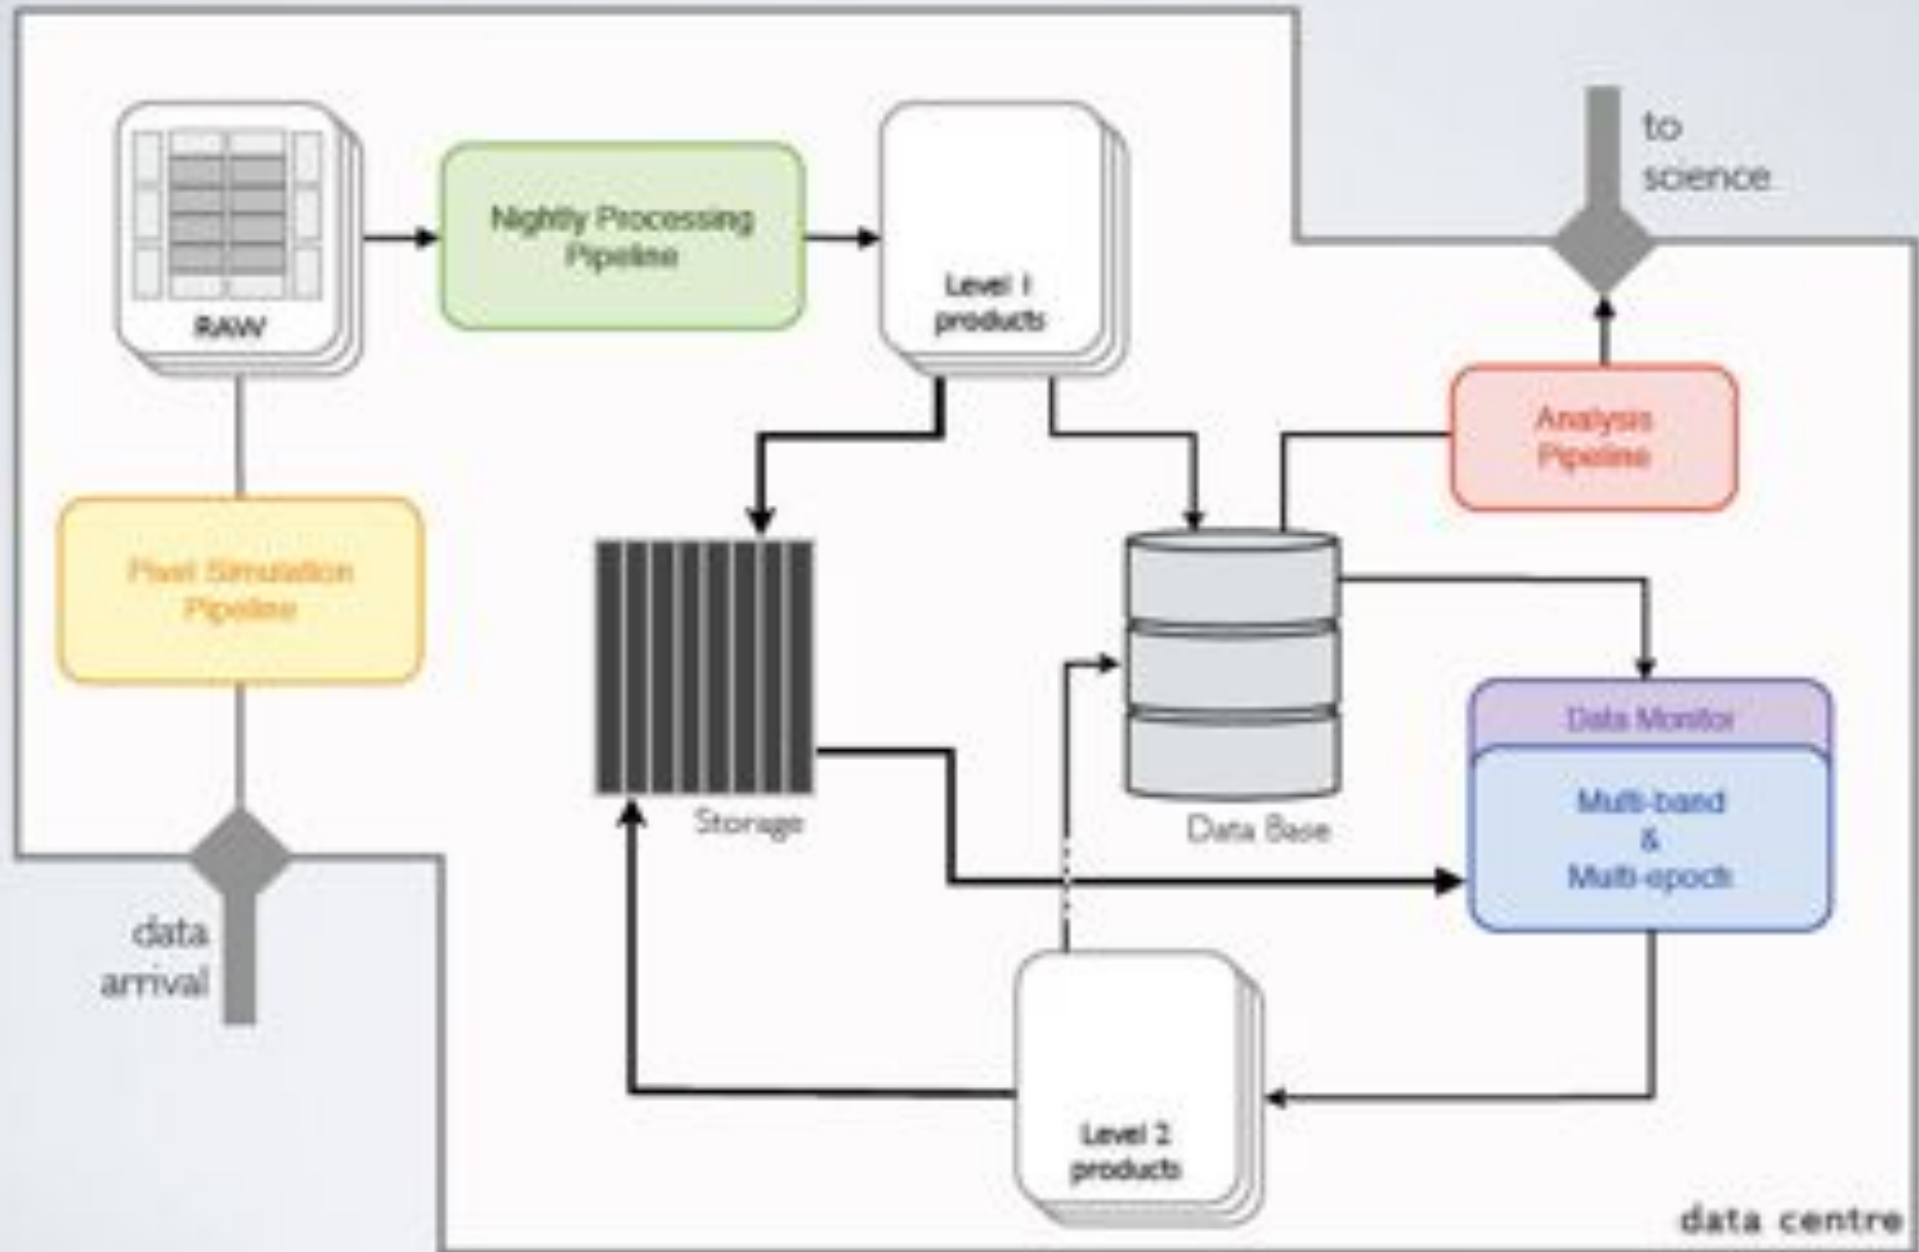 to
science
RAW
Nightly Processing
Pipeline
Level 1
products
Analysis
Pipeline
Pixel Simulation
Pipeline
Storage
Data Base
Data Monitor
Multi-band
&
Multi-epoch
data
arrival
Level 2
products
data centre